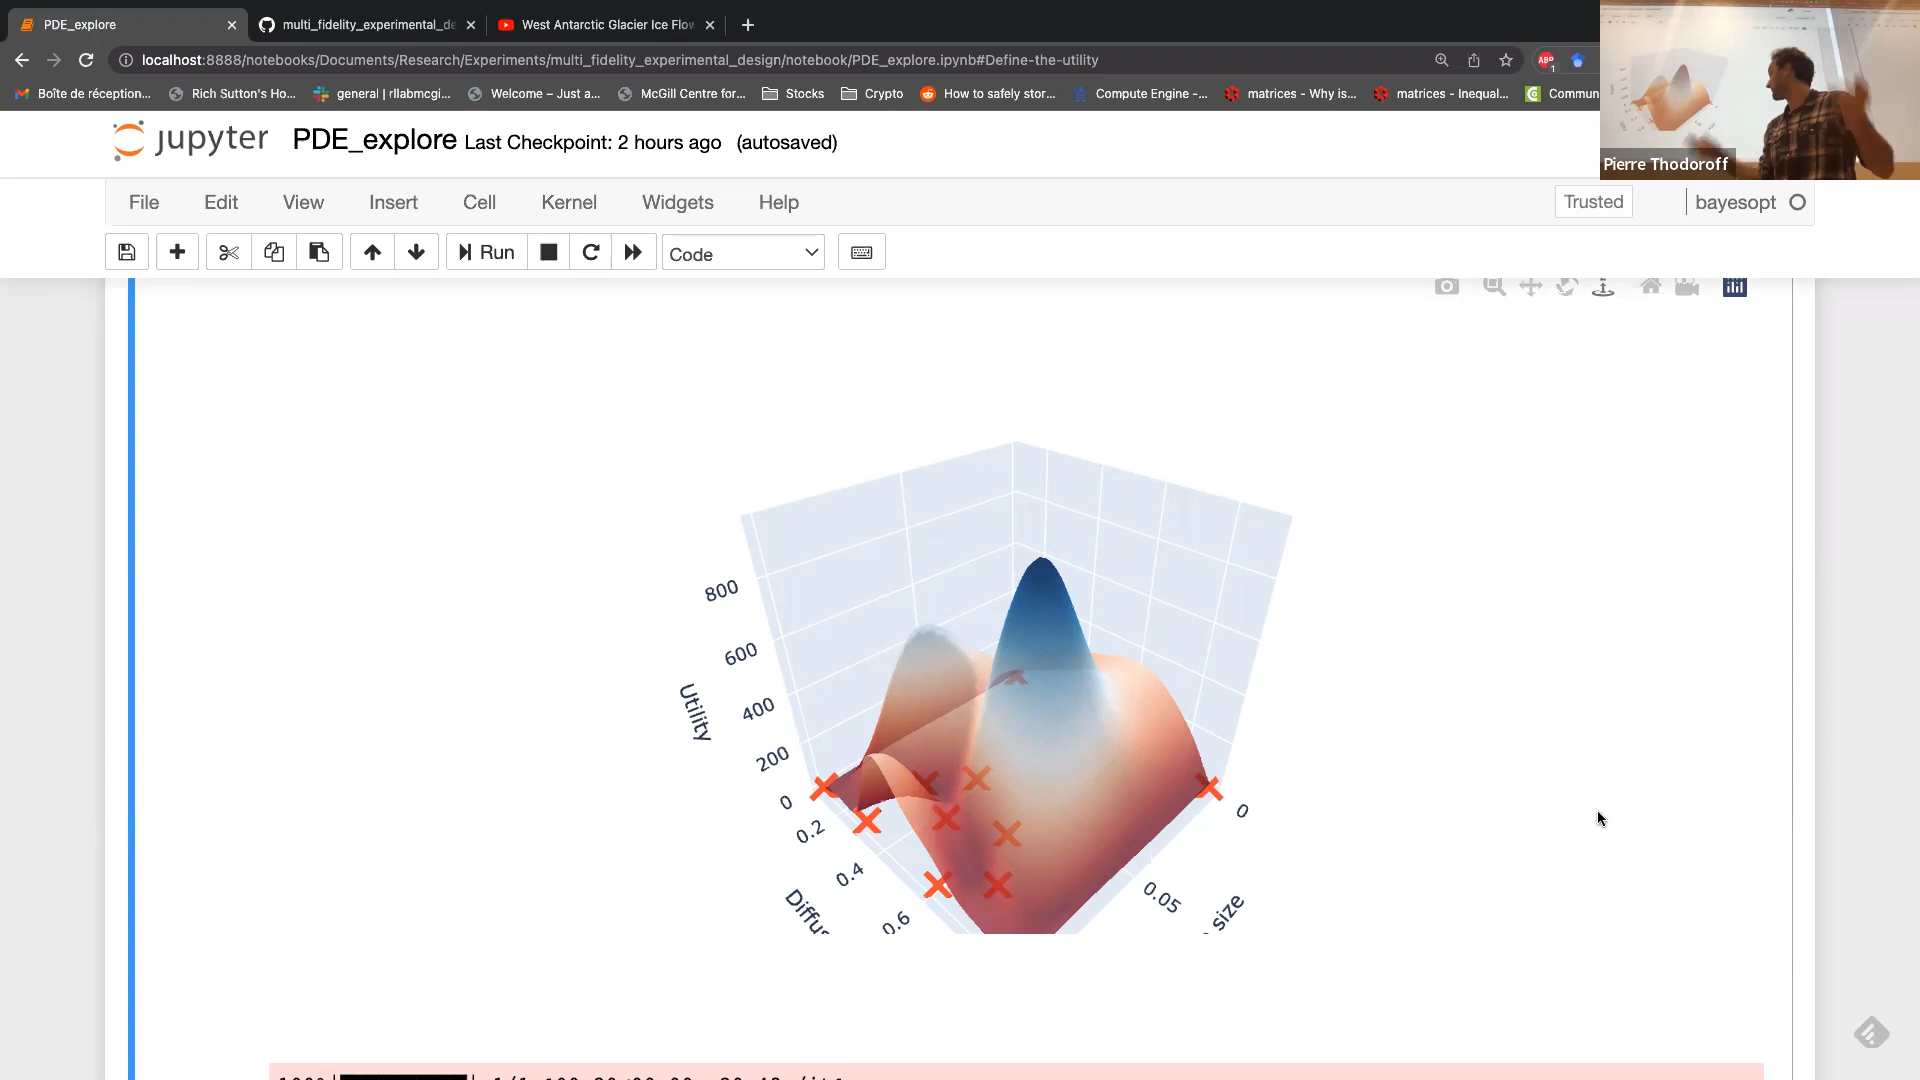 PDE_explore
multi_fidelity_experimental_de
West Antarctic Glacier Ice Flow
localhost:8888/notebooks/Documents/Research/Experiments/multi_fidelity_experimental_design/notebook/PDE_explore.ipynb#Define-the-utility
ABP
1
Boîte de réception...
Rich Sutton's Ho...
general | rllabmcgi...
Welcome – Just a...
McGill Centre for...
Stocks
Crypto
How to safely stor...
Compute Engine -...
matrices - Why is...
matrices - Inequal...
Commun
jupyter
PDE_explore Last Checkpoint: 2 hours ago (autosaved)
Pierre Thodoroff
File Edit View Insert Cell Kernel Widgets Help
Trusted
bayesopt
Run
Code
800
600
400
200
0
Utility
0.2
0.4
0.6
Diffus
0
0.05
size